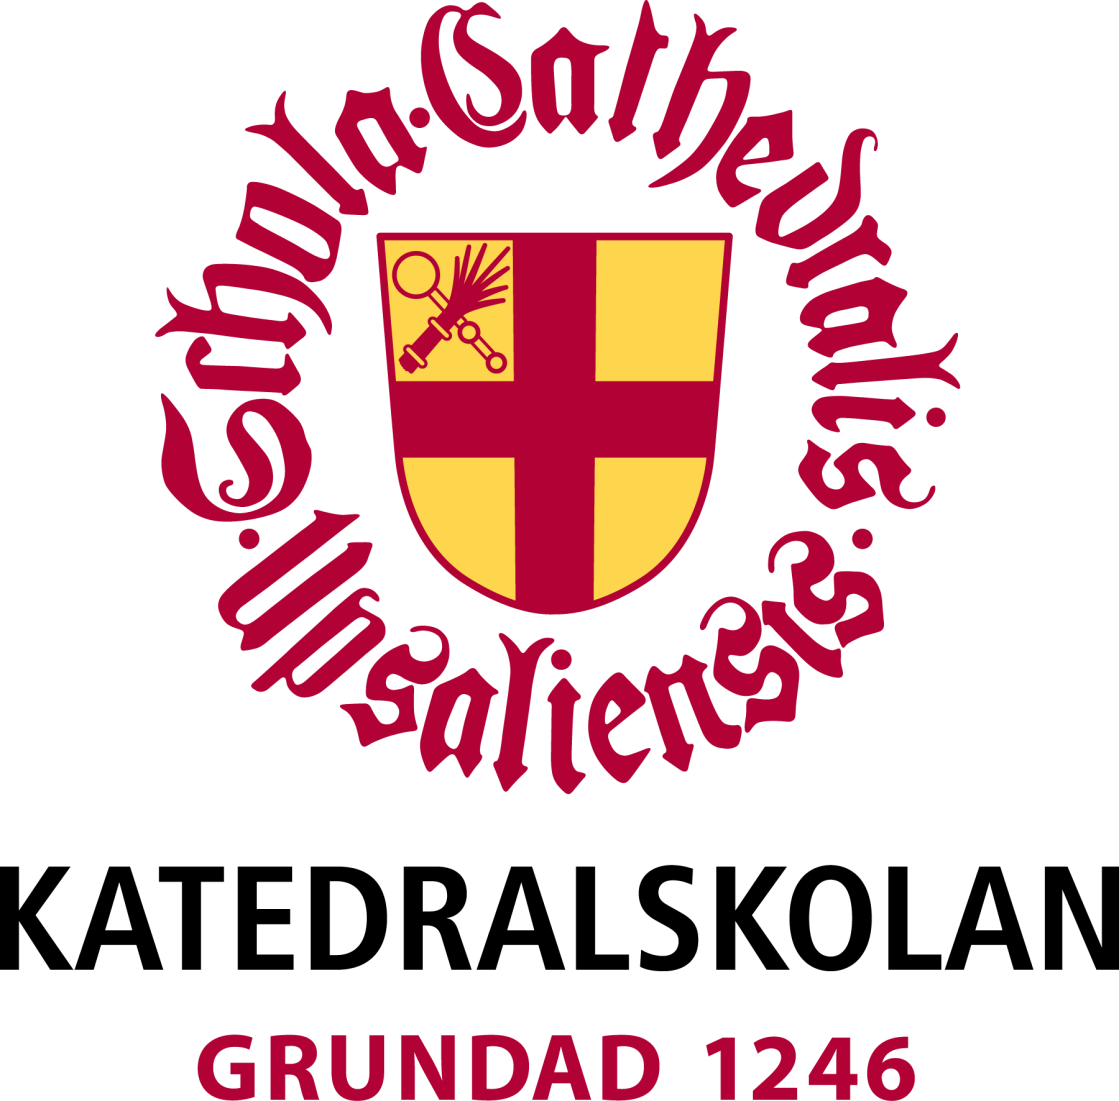 Schola · Cathedralis · Upsaliensis ·
KATEDRALSKOLAN
GRUNDAD 1246